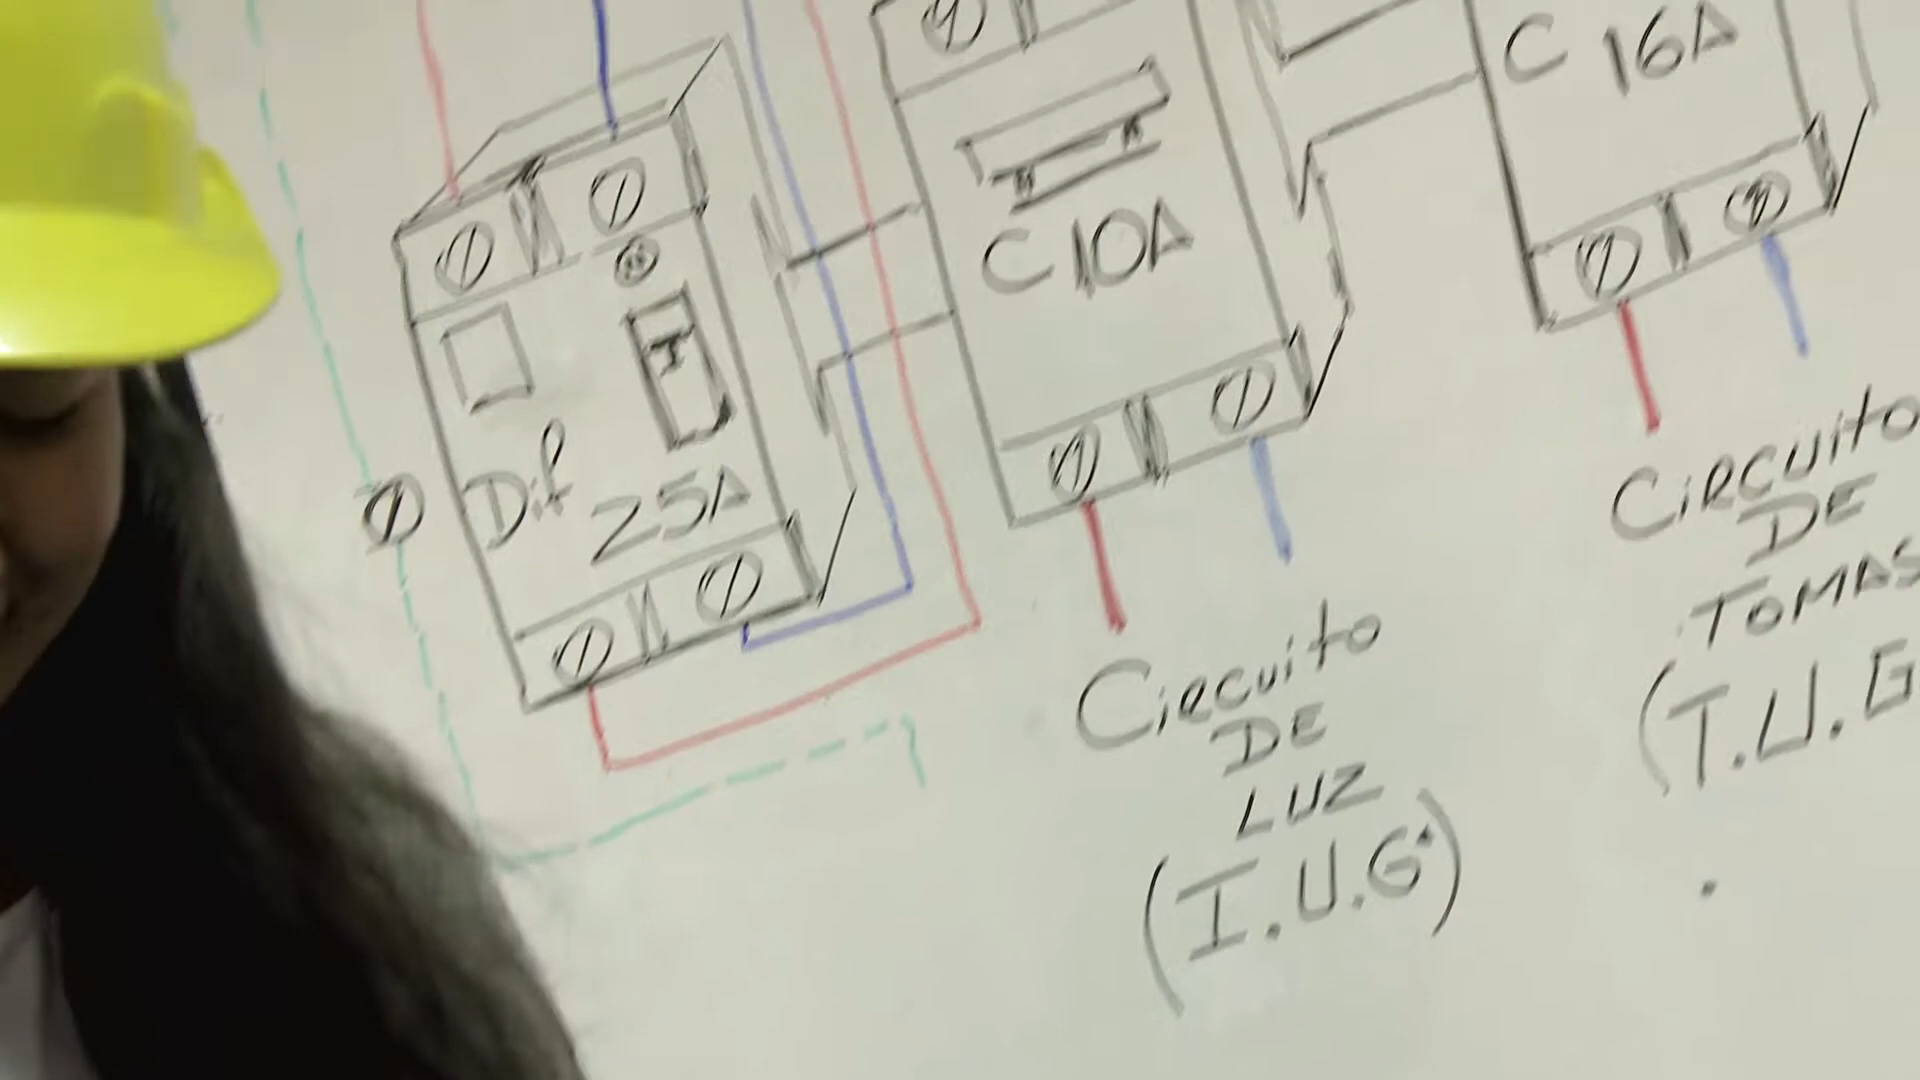 Dif 25A
C 10A
C 16A
CIRCUITO
DE
LUZ
(I.U.G)
CIRCUITO
DE
TOMAS
(T.U.G